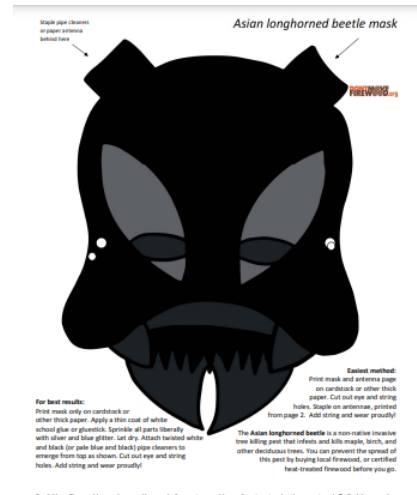 Staple pipe cleaners
or paper antenna
behind here
Asian longhorned beetle mask
DONT MOVE
FIREWOOD.org
Easiest method:
Print mask and antenna page
on cardstock or other thick
paper. Cut out eye and string
holes. Staple on antennae, printed
from page 2. Add string and wear proudly!
For best results:
Print mask only on cardstock or
other thick paper. Apply a thin coat of white
school glue or gluestick. Sprinkle all parts liberally
with silver and blue glitter. Let dry. Attach twisted white
and black (or pale blue and black) pipe cleaners to
emerge from top as shown. Cut out eye and string
holes. Add string and wear proudly!
The Asian longhorned beetle is a non-native invasive
tree killing pest that infests and kills maple, birch, and
other deciduous trees. You can prevent the spread of
this pest by buying local firewood, or certified
heat-treated firewood before you go.